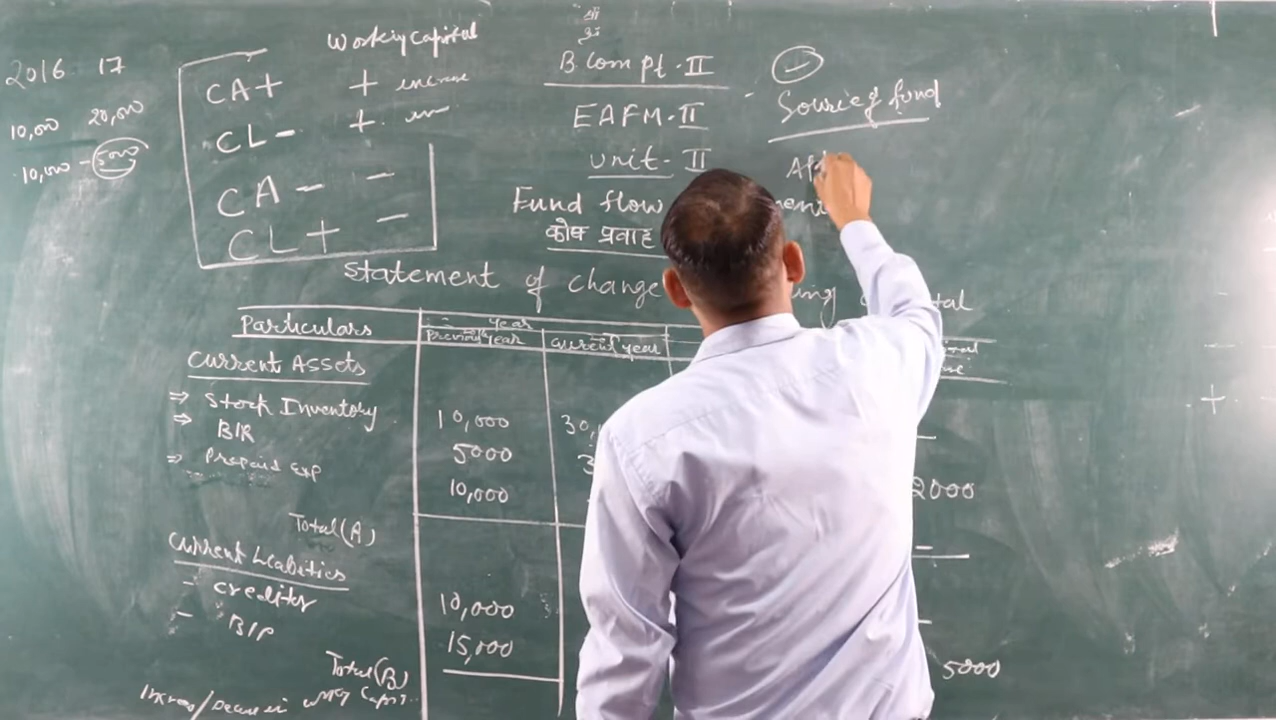 2016 17
10,000 20,000
10,000 - 5000
Working Capital
CA+ + increase
CL- +
CA- -
CL+ -
श्री
B.Com pt.II
EAFM.II
unit-II
Fund flow
कोष प्रवाह
Source of fund
statement of change
Particulars
year
previous year
current year
Current Assets
⇒ Stock Inventory 10,000 30,
⇒ B/R 5000 3
⇒ Prepaid Exp 10,000 2000
Total (A)
Current Leabities
- creditor 10,000
- B/P 15,000 5000
Total (B)